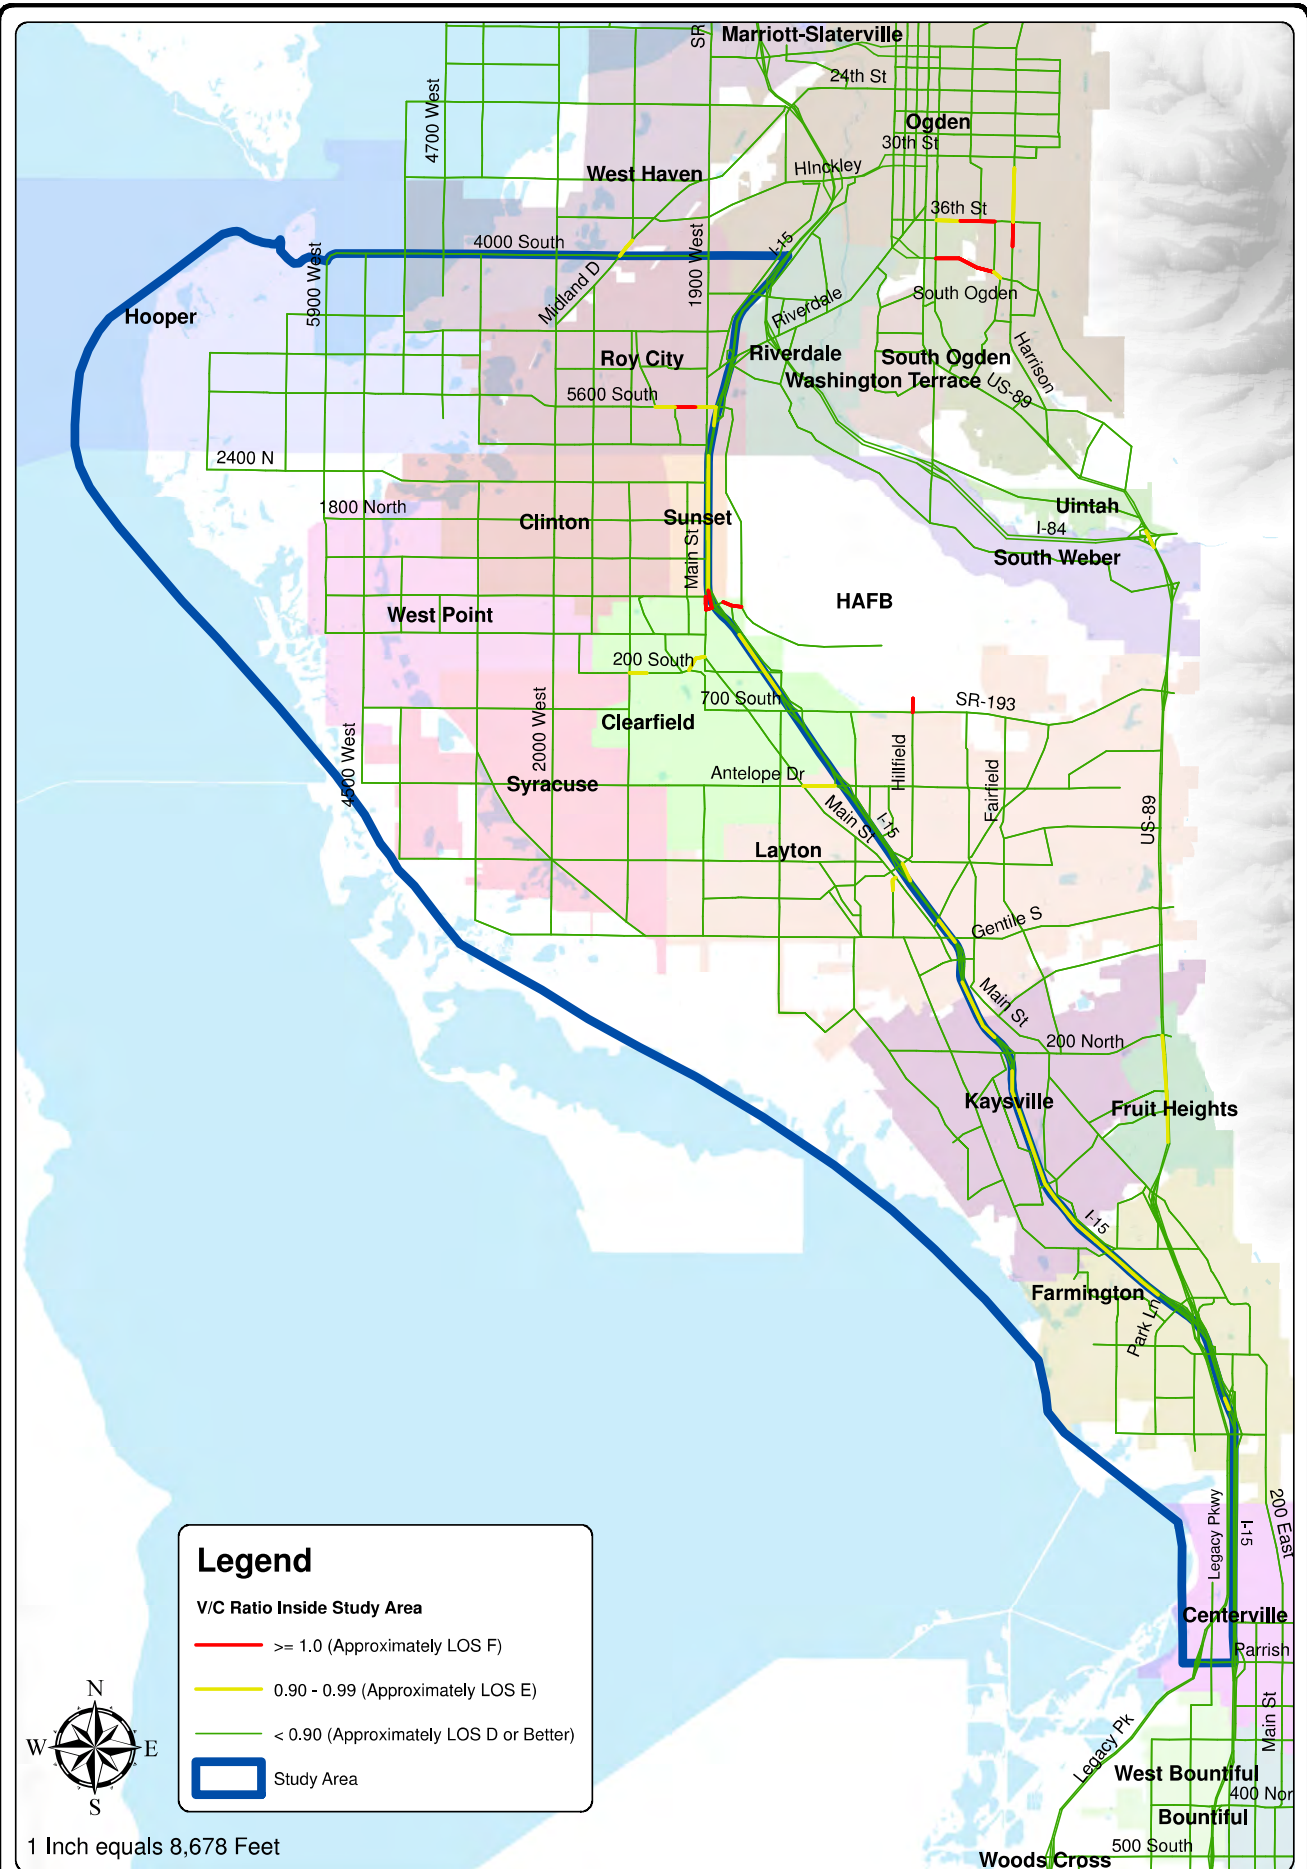 Marriott-Slaterville
SR
24th St
4700 West
Ogden
30th St
West Haven
HInckley
36th St
5900 West
4000 South
1900 West
I-15
Midland D
South Ogden
Hooper
Riverdale
Roy City
Riverdale
South Ogden
Harrison
Washington Terrace
US-89
5600 South
2400 N
1800 North
Clinton
Sunset
Uintah
I-84
Main St
South Weber
HAFB
West Point
200 South
700 South
SR-193
2000 West
Clearfield
4500 West
Syracuse
Antelope Dr
Hillfield
Fairfield
Main St
I-15
US-89
Layton
Gentile S
Main St
200 North
Kaysville
Fruit Heights
I-15
Farmington
Park Ln
Legacy Pkwy
I-15
200 East
Centerville
Parrish
Main St
Legacy Pk
West Bountiful
400 Nor
Bountiful
500 South
Woods Cross
Legend
V/C Ratio Inside Study Area
>= 1.0 (Approximately LOS F)
0.90 - 0.99 (Approximately LOS E)
< 0.90 (Approximately LOS D or Better)
Study Area
N
W E
S
1 Inch equals 8,678 Feet